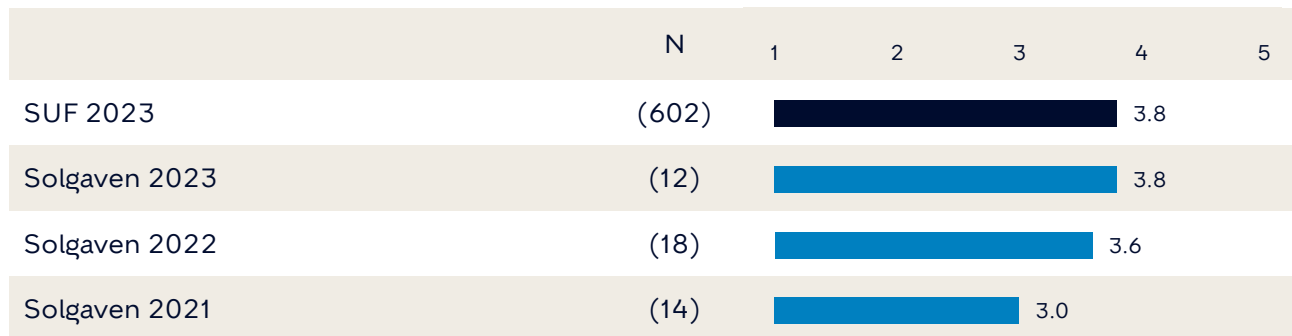 N 1 2 3 4 5
SUF 2023 (602) 3.8
Solgaven 2023 (12) 3.8
Solgaven 2022 (18) 3.6
Solgaven 2021 (14) 3.0